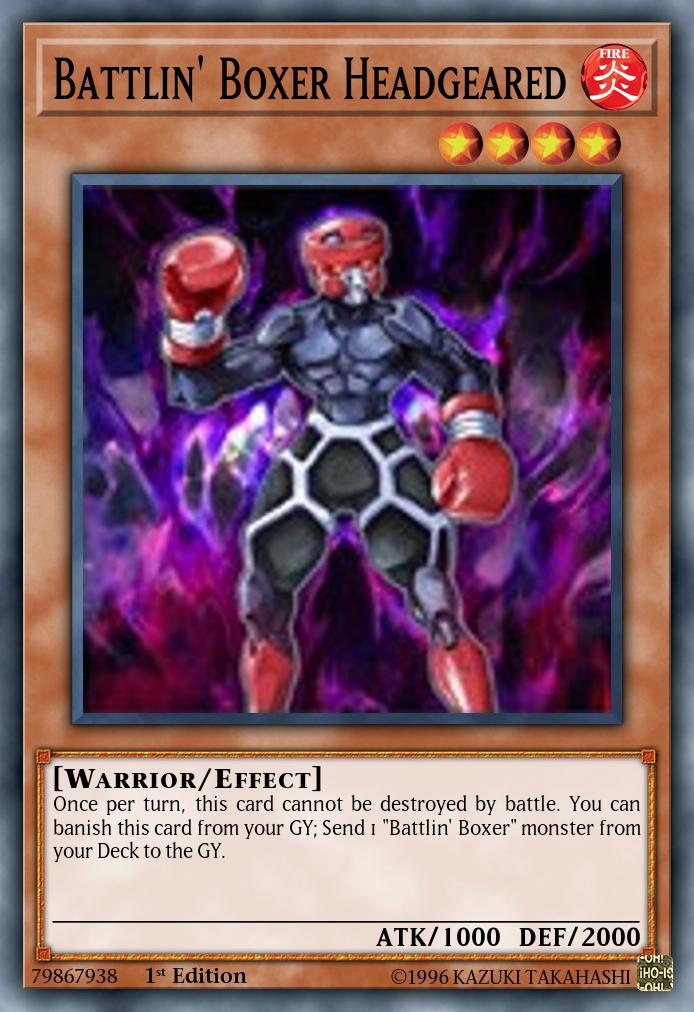 Battlin' Boxer Headgeared
FIRE
炎
[Warrior/Effect]
Once per turn, this card cannot be destroyed by battle. You can
banish this card from your GY; Send 1 "Battlin' Boxer" monster from
your Deck to the GY.
ATK/1000 DEF/2000
79867938 1st Edition ©1996 KAZUKI TAKAHASHI